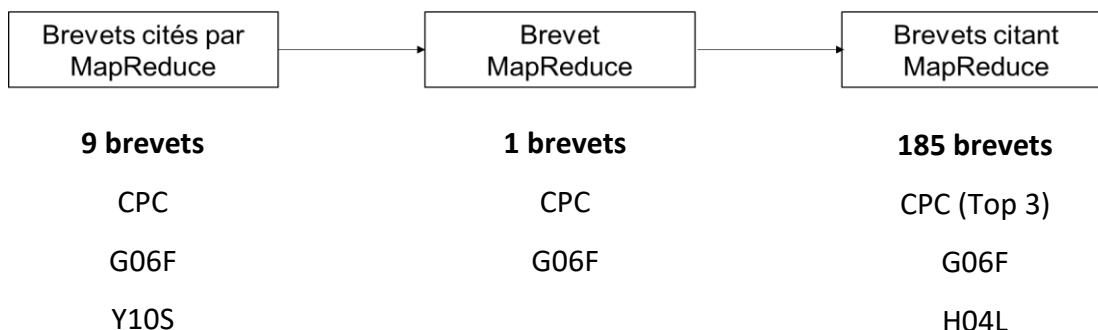 Brevets cités par
MapReduce
Brevet
MapReduce
Brevets citant
MapReduce
9 brevets
1 brevets
185 brevets
CPC
CPC
CPC (Top 3)
G06F
G06F
G06F
Y10S
H04L